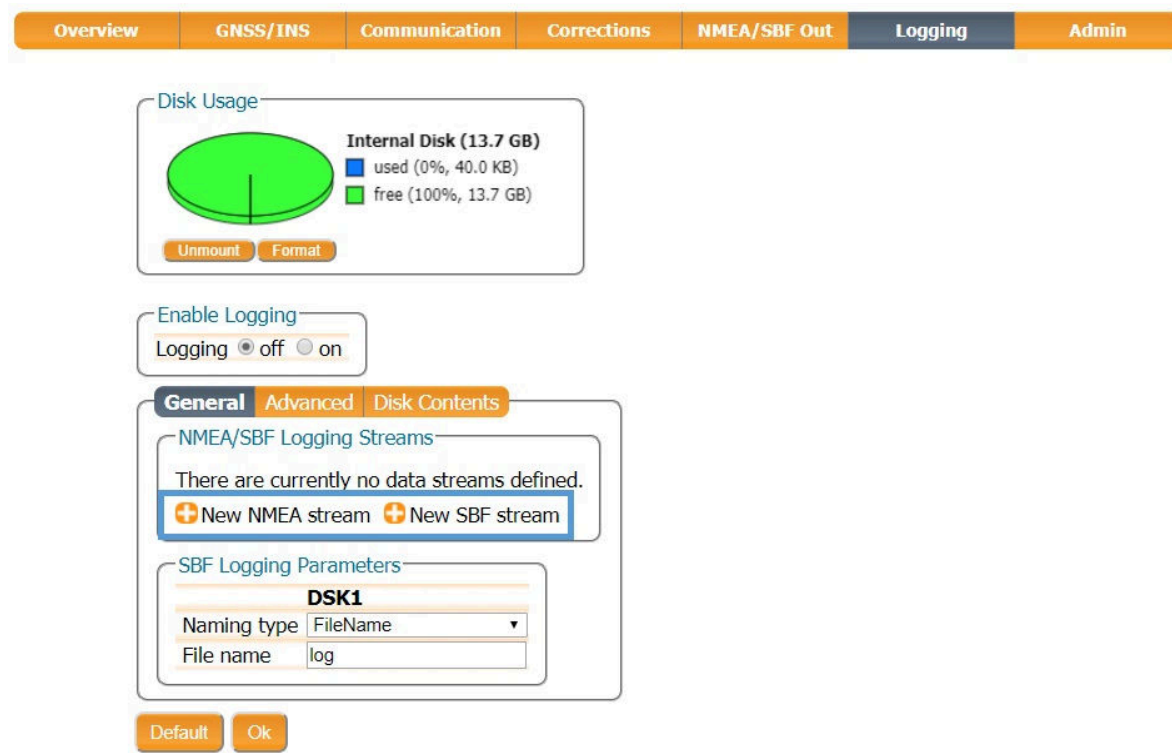 Overview GNSS/INS Communication Corrections NMEA/SBF Out Logging Admin
Disk Usage
Internal Disk (13.7 GB)
used (0%, 40.0 KB)
free (100%, 13.7 GB)
Unmount Format
Enable Logging
Logging off on
General Advanced Disk Contents
NMEA/SBF Logging Streams
There are currently no data streams defined.
New NMEA stream New SBF stream
SBF Logging Parameters
DSK1
Naming type FileName
File name log
Default Ok